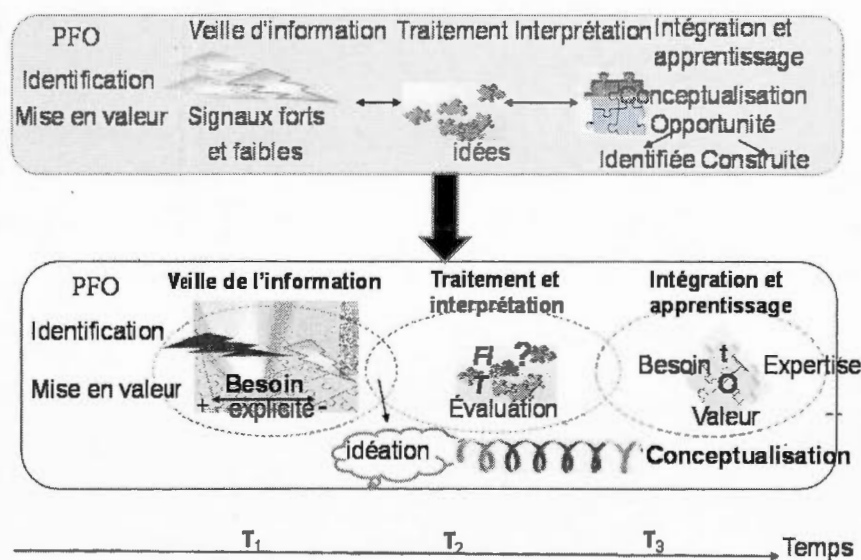 PFO
Veille d'information
Traitement Interprétation
Intégration et
apprentissage
Identification
Mise en valeur
Signaux forts
et faibles
idées
Conceptualisation
Opportunité
Identifiée Construite
PFO
Veille de l'information
Traitement et
interprétation
Intégration et
apprentissage
Identification
Mise en valeur
Besoin
+ explicité -
FI ?
T
Évaluation
Besoin t Expertise
O
Valeur
idéation
Conceptualisation
T1
T2
T3
Temps